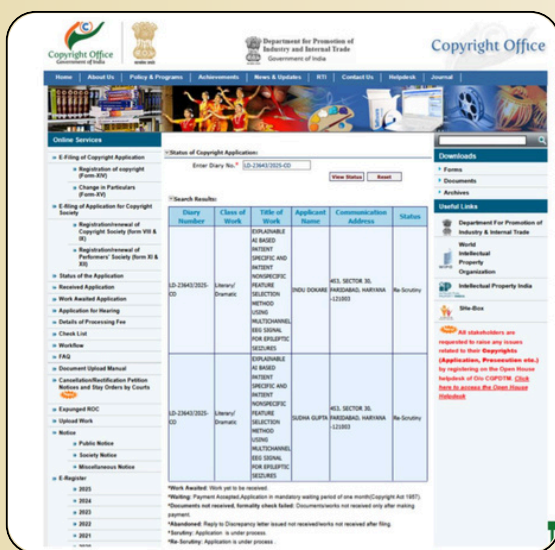 Copyright Office
Government of India
Department for Promotion of
Industry and Internal Trade
Government of India
Copyright Office
Home | About Us | Policy & Programs | Achievements | News & Updates | RTI | Contact Us | Helpdesk | Journal
Online Services
E-Filing of Copyright Application
Registration of copyright
(Form-XIV)
Change in Particulars
(Form-XV)
E-filing of Application for Copyright
Society
Registration/renewal of
Copyright Society (form VIII &
IX)
Registration/renewal of
Performers' Society (form XI &
XII)
Status of the Application
Received Application
Work Awaited Application
Application for Hearing
Details of Processing Fee
Check List
Workflow
FAQ
Document Upload Manual
Cancellation/Rectification Petition
Notices and Stay Orders by Courts
Expunged ROC
Upload Work
Notice
Public Notice
Society Notice
Miscellaneous Notice
E-Register
2025
2024
2023
2022
2021
Status of Copyright Application:
Enter Diary No.* LD-23643/2025-CO
View Status Reset
Search Results:
Diary Number Class of Work Title of Work Applicant Name Communication Address Status
LD-23643/2025-CO Literary/ Dramatic EXPLAINABLE AI BASED PATIENT SPECIFIC AND PATIENT NONSPECIFIC FEATURE SELECTION METHOD USING MULTICHANNEL EEG SIGNAL FOR EPILEPTIC SEIZURES INDU DOKARE 453, SECTOR 30, FARIDABAD, HARYANA -121003 Re-Scrutiny
LD-23643/2025-CO Literary/ Dramatic EXPLAINABLE AI BASED PATIENT SPECIFIC AND PATIENT NONSPECIFIC FEATURE SELECTION METHOD USING MULTICHANNEL EEG SIGNAL FOR EPILEPTIC SEIZURES SUDHA GUPTA 453, SECTOR 30, FARIDABAD, HARYANA -121003 Re-Scrutiny
*Work Awaited: Work yet to be received.
*Waiting: Payment Accepted,Application in mandatory waiting period of one month(Copyright Act 1957).
*Documents not received, formality check failed: Documents/works not received only after making
payment.
*Abandoned: Reply to Discrepancy letter issued not received/works not received after filing
*Scrutiny: Application is under process.
*Re-Scrutiny: Application is under process .
Downloads
Forms
Documents
Archives
Useful Links
Department For Promotion of
Industry & Internal Trade
World
Intellectual
Property
Organization
Intellectual Property India
SHe-Box
All stakeholders are
requested to raise any issues
related to their Copyrights
(Application, Prosecution etc.)
by registering on the Open House
helpdesk of O/o CGPDTM. Click
here to access the Open House
Helpdesk